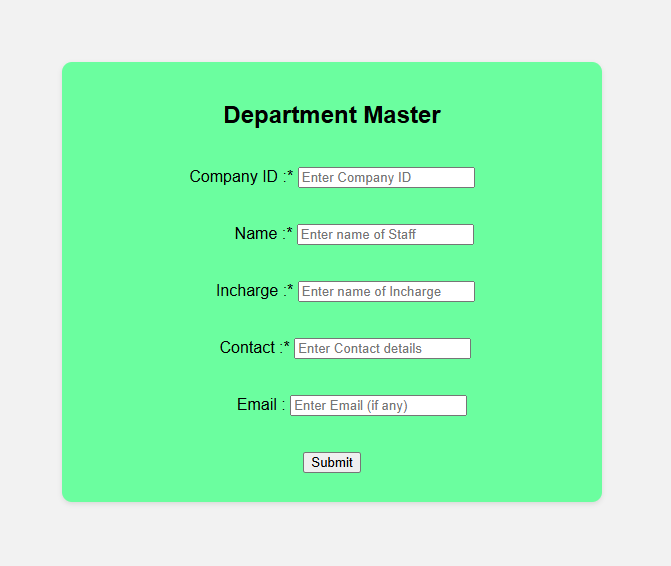 Department Master
Company ID :* Enter Company ID
Name :* Enter name of Staff
Incharge :* Enter name of Incharge
Contact :* Enter Contact details
Email : Enter Email (if any)
Submit